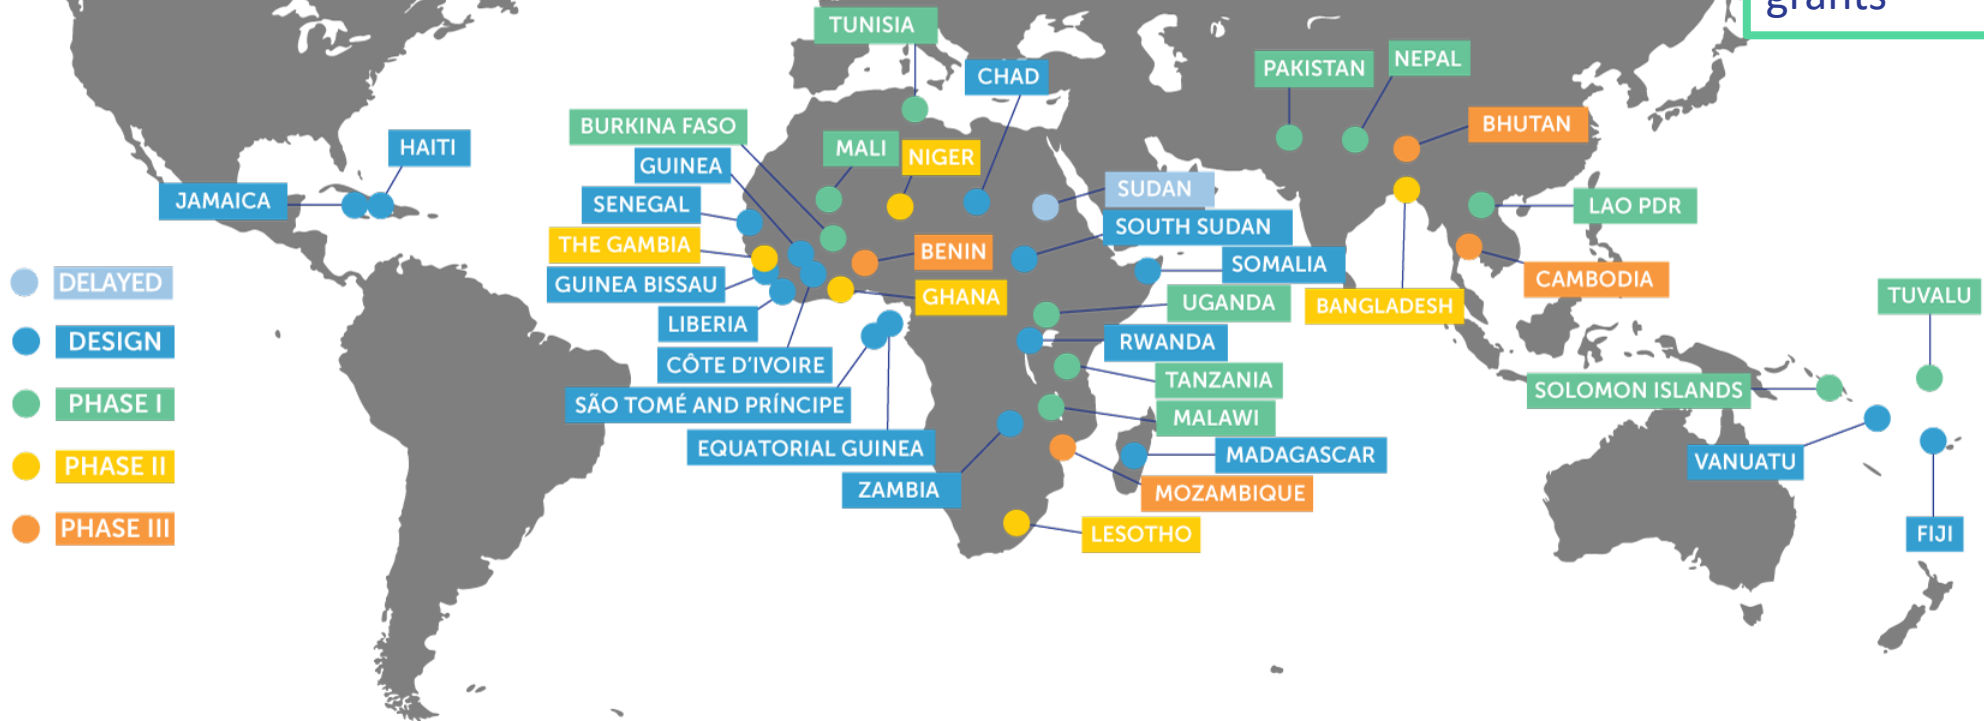 grants
TUNISIA
CHAD
PAKISTAN
NEPAL
BURKINA FASO
BHUTAN
HAITI
MALI
NIGER
GUINEA
JAMAICA
SENEGAL
SUDAN
LAO PDR
SOUTH SUDAN
THE GAMBIA
BENIN
SOMALIA
CAMBODIA
DELAYED
GUINEA BISSAU
GHANA
UGANDA
BANGLADESH
TUVALU
LIBERIA
DESIGN
RWANDA
CÔTE D'IVOIRE
TANZANIA
SOLOMON ISLANDS
PHASE I
SÃO TOMÉ AND PRÍNCIPE
MALAWI
EQUATORIAL GUINEA
MADAGASCAR
VANUATU
PHASE II
ZAMBIA
MOZAMBIQUE
PHASE III
LESOTHO
FIJI